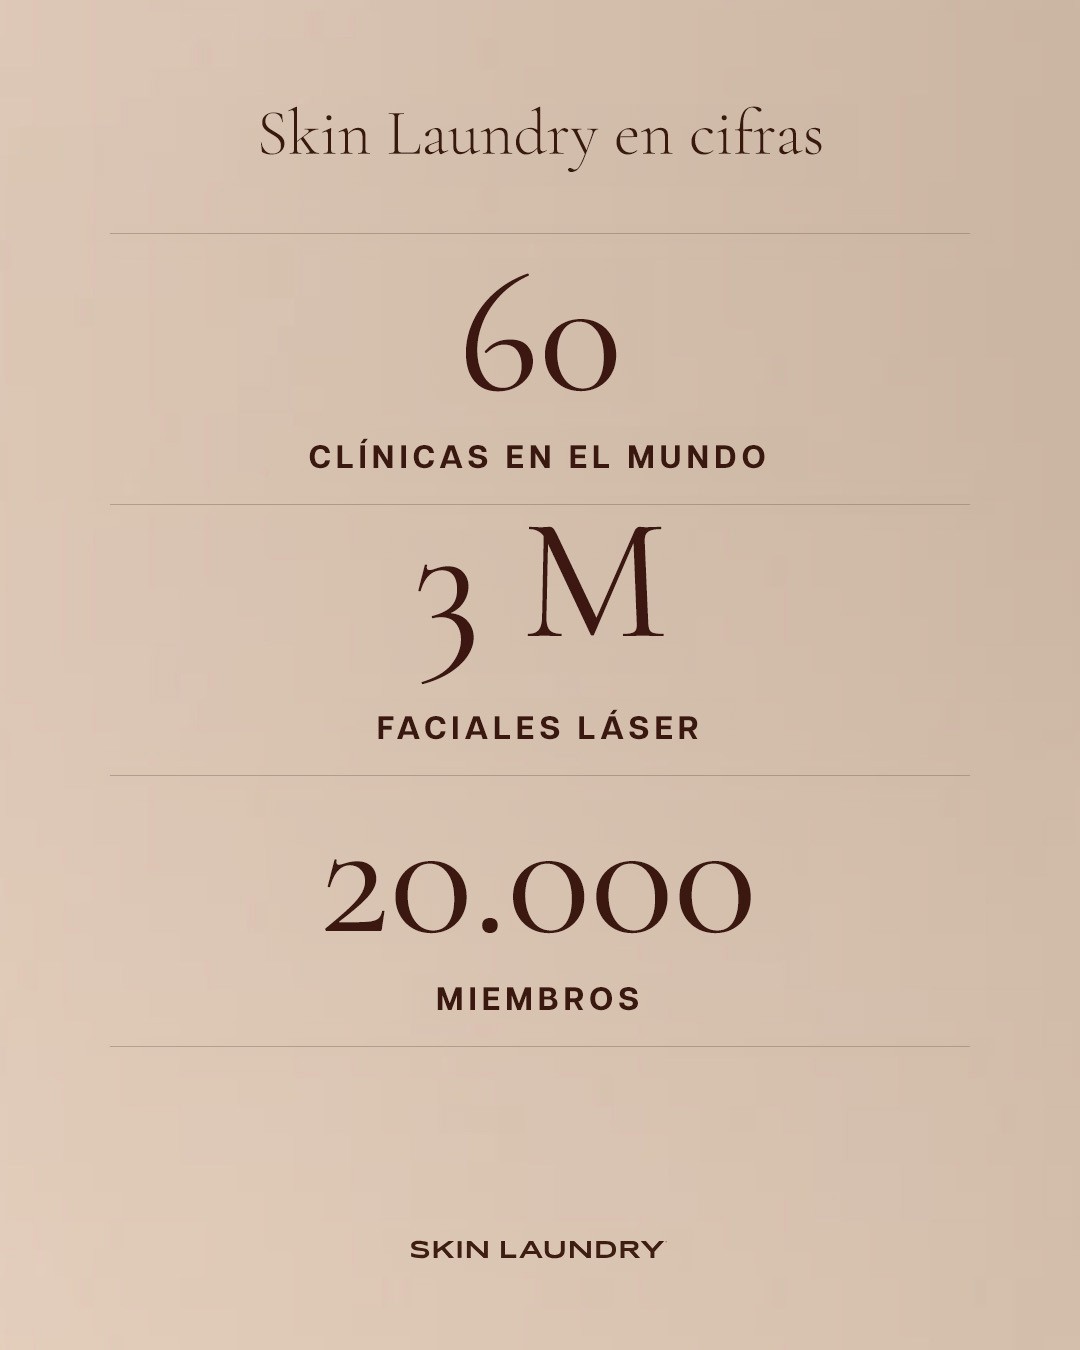 Skin Laundry en cifras
60
CLÍNICAS EN EL MUNDO
3 M
FACIALES LÁSER
20.000
MIEMBROS
SKIN LAUNDRY